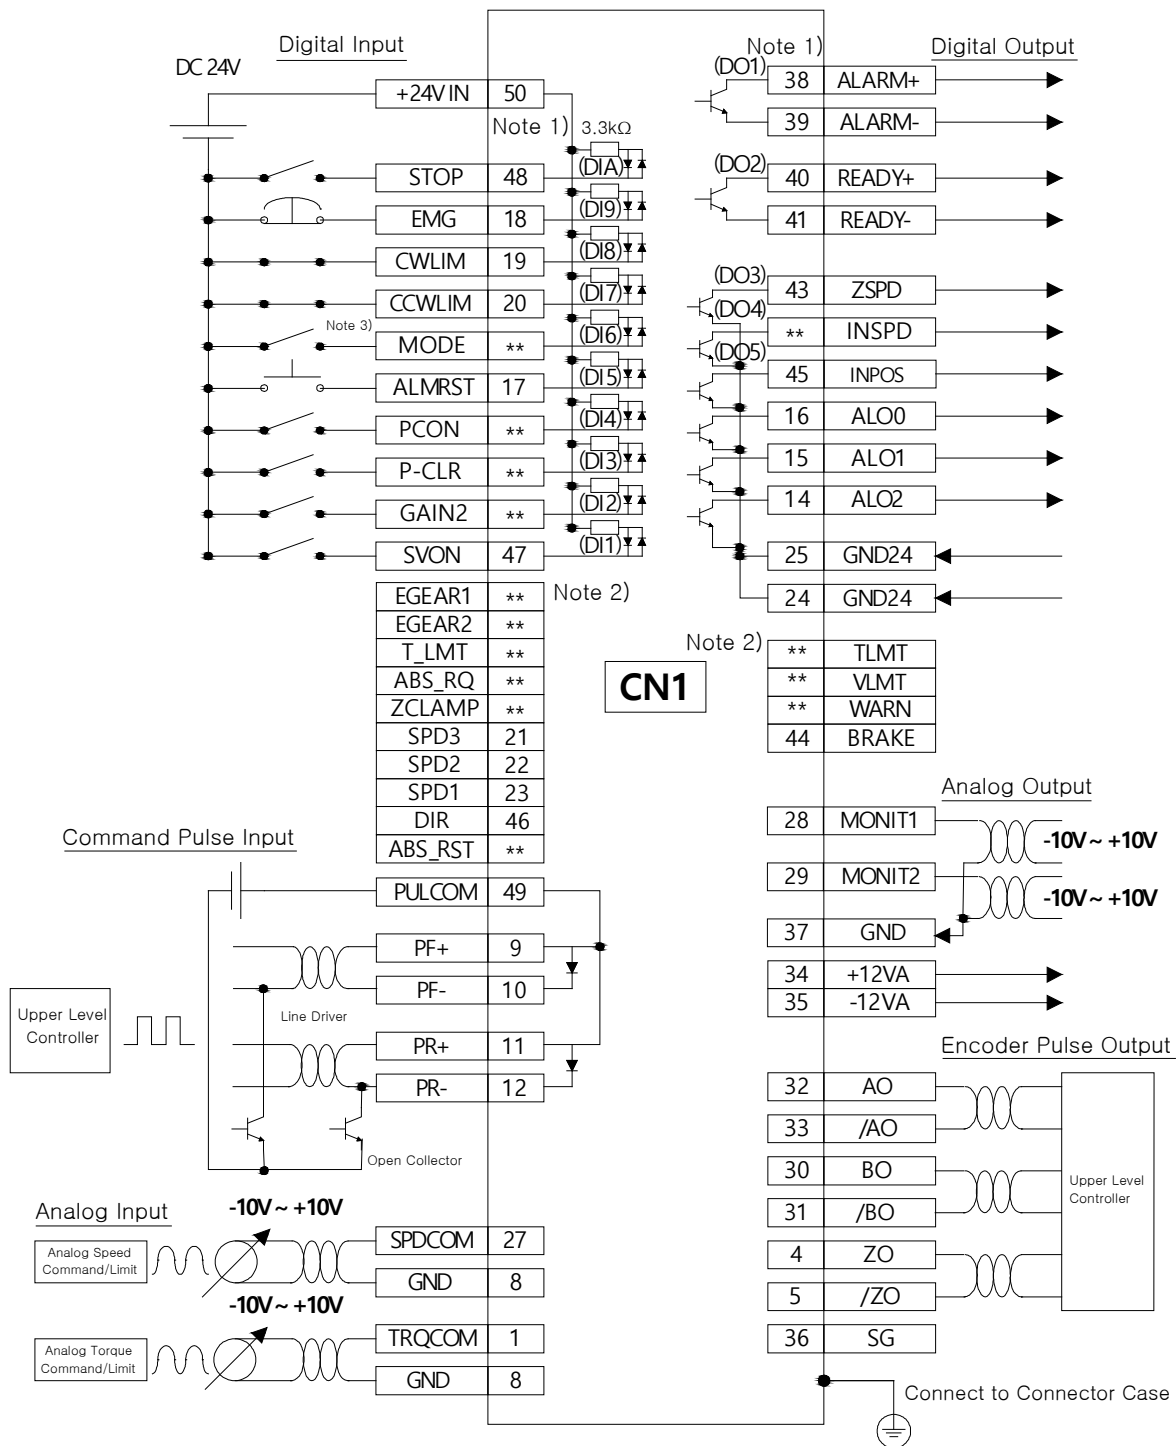 Digital Input
DC 24V
+24V IN 50
Note 1)
3.3kΩ
(DIA)
STOP 48
(DI9)
EMG 18
(DI8)
CWLIM 19
(DI7)
CCWLIM 20
(DI6)
Note 3)
MODE **
(DI5)
ALMRST 17
(DI4)
PCON **
(DI3)
P-CLR **
(DI2)
GAIN2 **
(DI1)
SVON 47
Note 2)
EGEAR1 **
EGEAR2 **
T_LMT **
ABS_RQ **
ZCLAMP **
SPD3 21
SPD2 22
SPD1 23
DIR 46
ABS_RST **
CN1
Command Pulse Input
PULCOM 49
PF+ 9
PF- 10
Line Driver
Upper Level
Controller
PR+ 11
PR- 12
Open Collector
Analog Input
-10V ~ +10V
Analog Speed
Command/Limit
SPDCOM 27
GND 8
-10V ~ +10V
Analog Torque
Command/Limit
TRQCOM 1
GND 8
Note 1)
Digital Output
(DO1)
38 ALARM+
39 ALARM-
(DO2)
40 READY+
41 READY-
(DO3)
43 ZSPD
(DO4)
** INSPD
(DO5)
45 INPOS
16 ALO0
15 ALO1
14 ALO2
25 GND24
24 GND24
Note 2)
** TLMT
** VLMT
** WARN
44 BRAKE
Analog Output
28 MONIT1
-10V ~ +10V
29 MONIT2
-10V ~ +10V
37 GND
34 +12VA
35 -12VA
Encoder Pulse Output
32 AO
33 /AO
30 BO
31 /BO
4 ZO
5 /ZO
Upper Level
Controller
36 SG
Connect to Connector Case